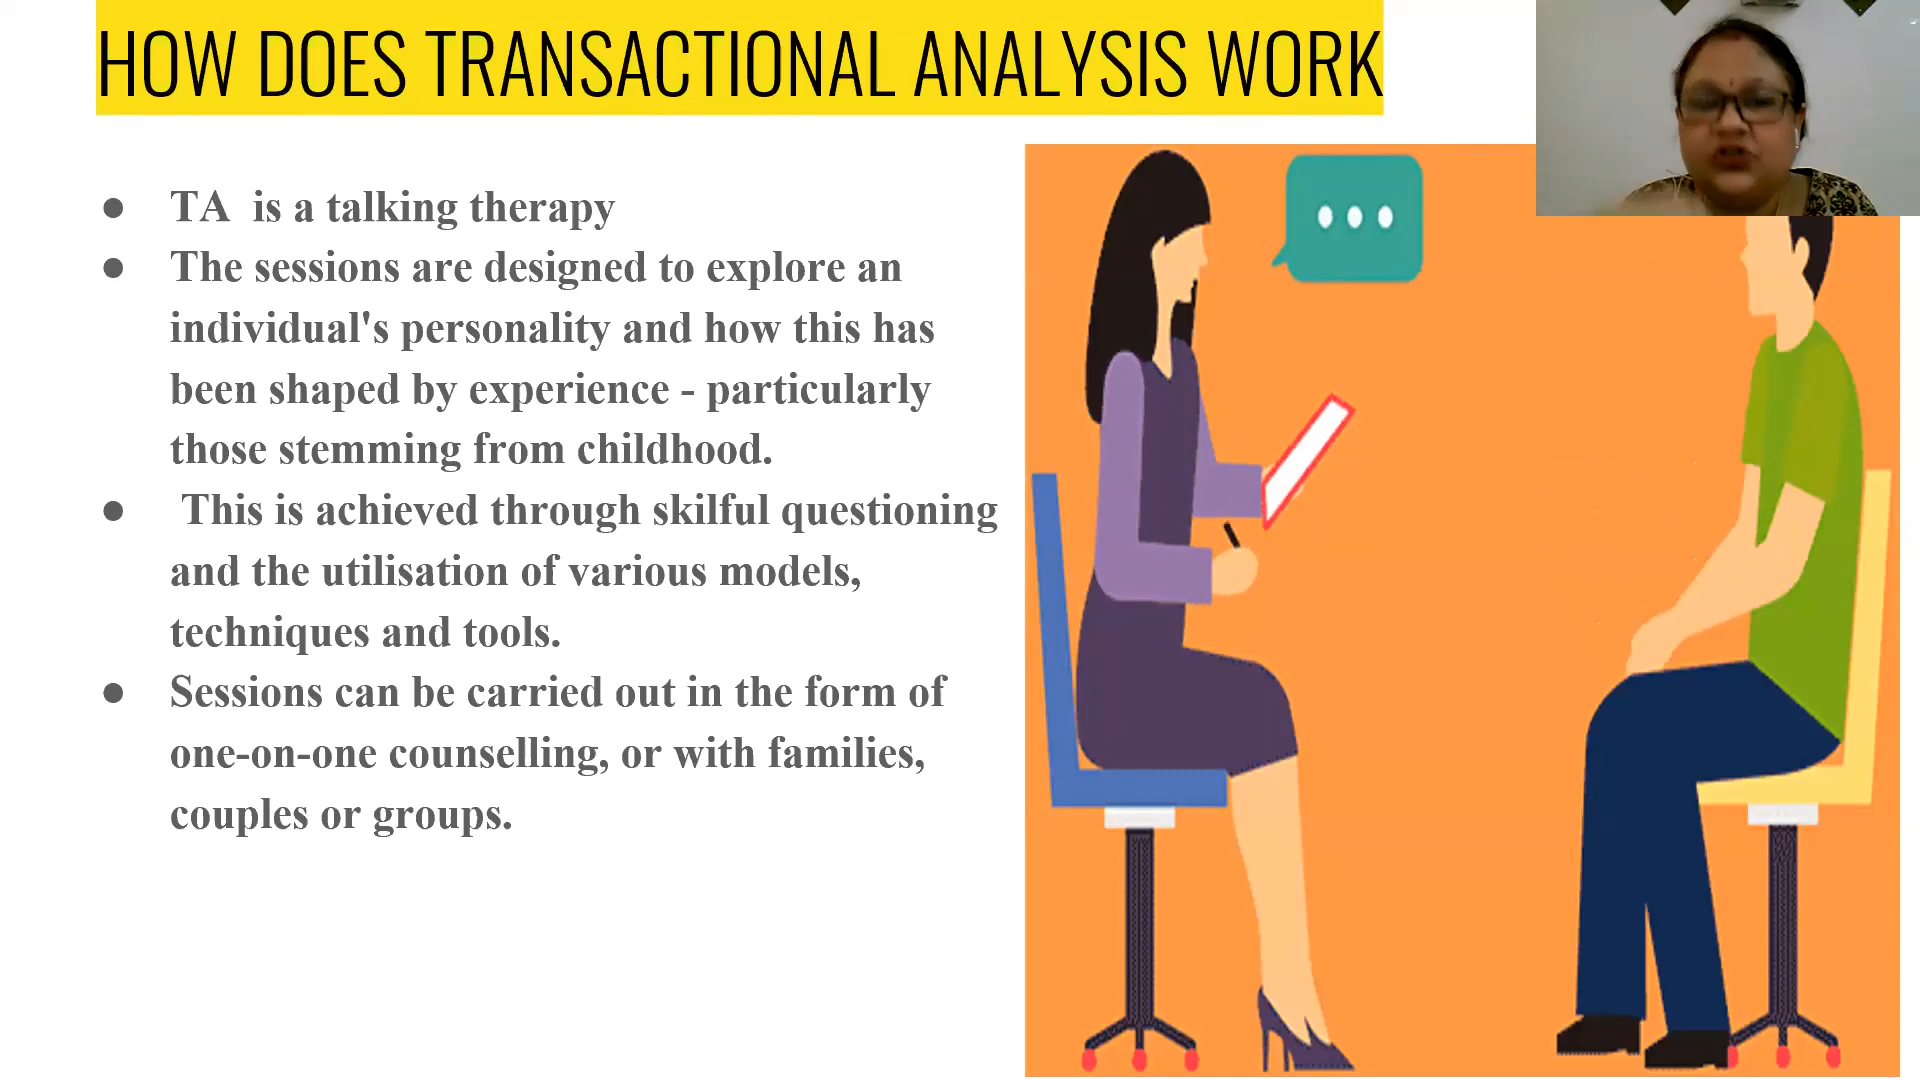 HOW DOES TRANSACTIONAL ANALYSIS WORK
● TA is a talking therapy
● The sessions are designed to explore an
individual's personality and how this has
been shaped by experience - particularly
those stemming from childhood.
● This is achieved through skilful questioning
and the utilisation of various models,
techniques and tools.
● Sessions can be carried out in the form of
one-on-one counselling, or with families,
couples or groups.